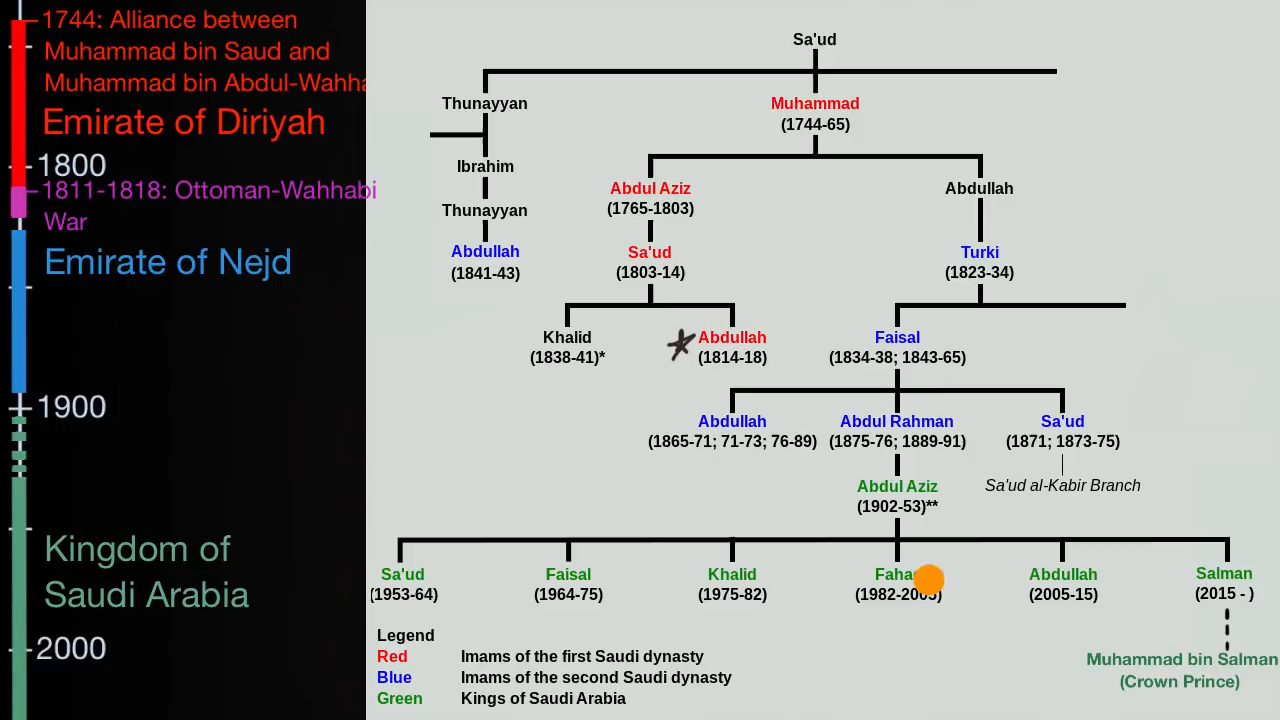 1744: Alliance between
Muhammad bin Saud and
Muhammad bin Abdul-Wahha
Emirate of Diriyah
1800
1811-1818: Ottoman-Wahhabi
War
Emirate of Nejd
1900
Kingdom of
Saudi Arabia
2000
Sa'ud
Thunayyan
Muhammad
(1744-65)
Ibrahim
Abdul Aziz
(1765-1803)
Abdullah
Thunayyan
Abdullah
(1841-43)
Sa'ud
(1803-14)
Turki
(1823-34)
Khalid
(1838-41)*
Abdullah
(1814-18)
Faisal
(1834-38; 1843-65)
Abdullah
(1865-71; 71-73; 76-89)
Abdul Rahman
(1875-76; 1889-91)
Sa'ud
(1871; 1873-75)
Abdul Aziz
(1902-53)**
Sa'ud al-Kabir Branch
Sa'ud
(1953-64)
Faisal
(1964-75)
Khalid
(1975-82)
(1982-2005)
Abdullah
(2005-15)
Salman
(2015 - )
Muhammad bin Salman
(Crown Prince)
Legend
Red Imams of the first Saudi dynasty
Blue Imams of the second Saudi dynasty
Green Kings of Saudi Arabia